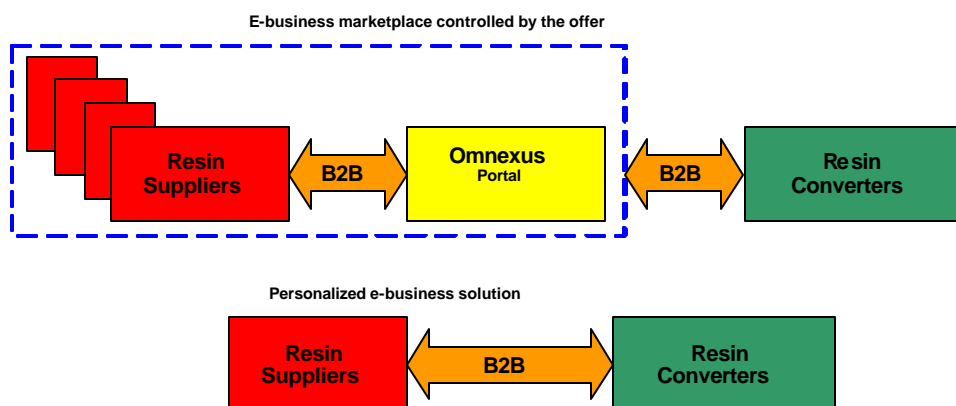 E-business marketplace controlled by the offer
Resin
Suppliers
B2B
Omnexus
Portal
B2B
Resin
Converters
Personalized e-business solution
Resin
Suppliers
B2B
Resin
Converters